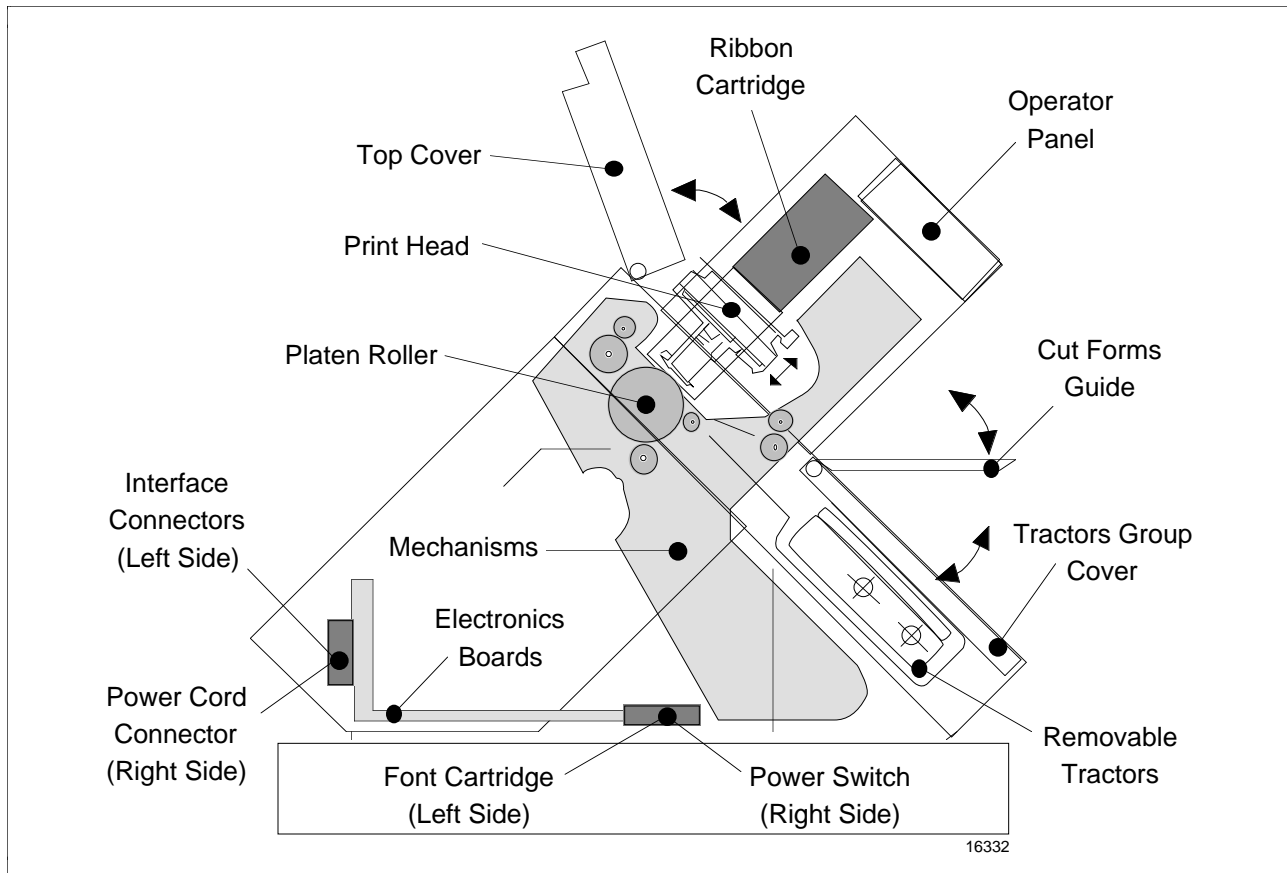 Ribbon
Cartridge
Operator
Panel
Top Cover
Print Head
Platen Roller
Cut Forms
Guide
Interface
Connectors
(Left Side)
Mechanisms
Tractors Group
Cover
Electronics
Boards
Power Cord
Connector
(Right Side)
Removable
Tractors
Font Cartridge
(Left Side)
Power Switch
(Right Side)
16332